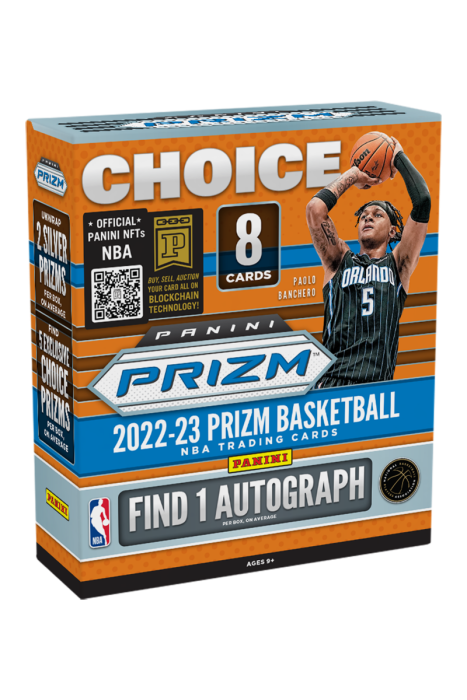 CHOICE
* OFFICIAL *
PANINI NFTs
NBA
P
BUY, SELL, AUCTION
YOUR CARD ALL ON
BLOCKCHAIN
TECHNOLOGY!
8
CARDS
PAOLO
BANCHERO
ORLANDO
5
PANINI
PRIZM™
2022-23 PRIZM BASKETBALL
NBA TRADING CARDS
PANINI
FIND 1 AUTOGRAPH
PER BOX, ON AVERAGE
NBA
AGES 9+
PANINI
PRIZM
UNWRAP
2 SILVER
PRIZMS
PER BOX,
ON AVERAGE
FIND
5 EXCLUSIVE
CHOICE
PRIZMS
PER BOX,
ON AVERAGE
PANINI